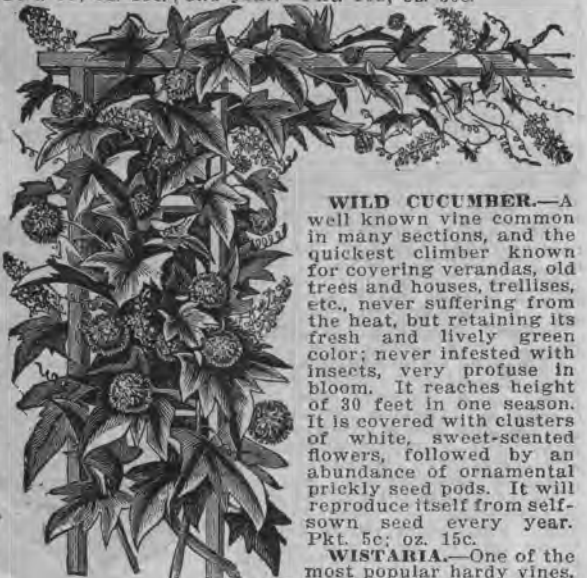 WILD CUCUMBER.—A
well known vine common
in many sections, and the
quickest climber known
for covering verandas, old
trees and houses, trellises,
etc., never suffering from
the heat, but retaining its
fresh and lively green
color; never infested with
insects, very profuse in
bloom. It reaches height
of 30 feet in one season.
It is covered with clusters
of white, sweet-scented
flowers, followed by an
abundance of ornamental
prickly seed pods. It will
reproduce itself from self-
sown seed every year.
Pkt. 5c; oz. 15c.
WISTARIA.—One of the
most popular hardy vines,